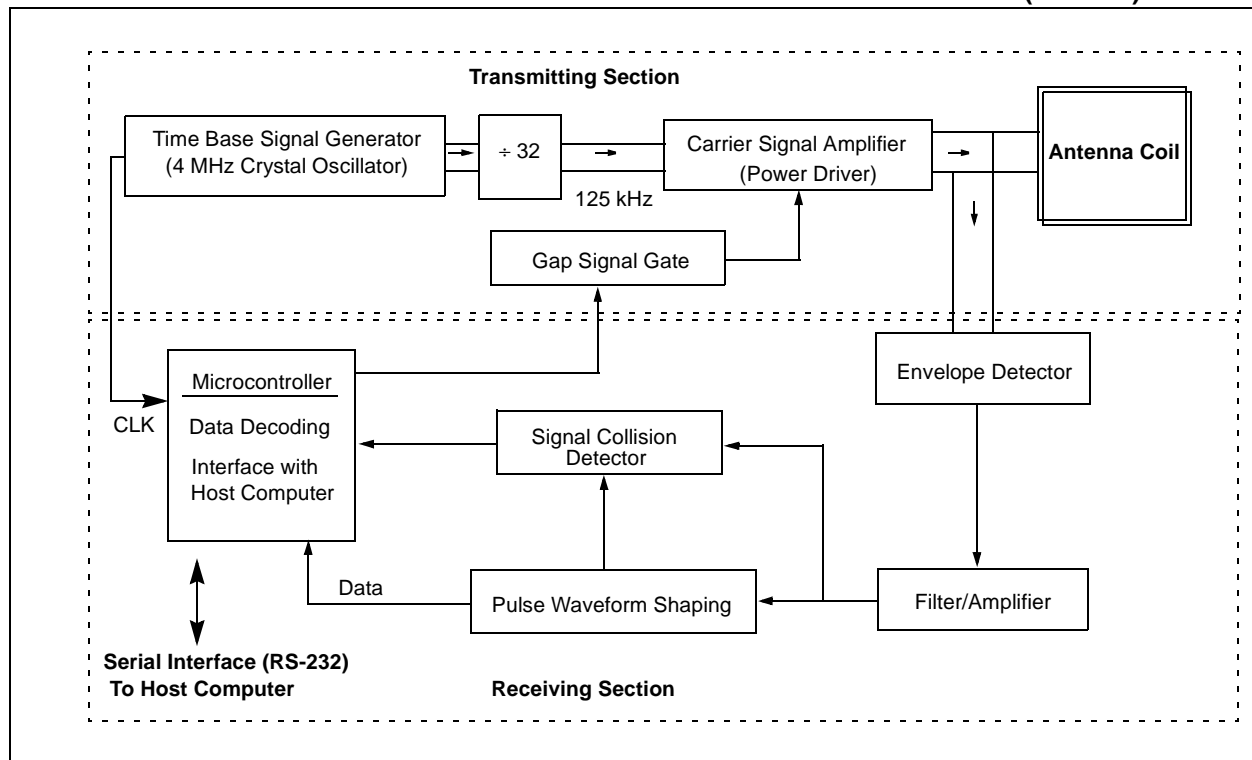 Transmitting Section
Time Base Signal Generator
(4 MHz Crystal Oscillator)
÷ 32
125 kHz
Carrier Signal Amplifier
(Power Driver)
Antenna Coil
Gap Signal Gate
Envelope Detector
CLK
Microcontroller
Data Decoding
Interface with
Host Computer
Signal Collision
Detector
Data
Pulse Waveform Shaping
Filter/Amplifier
Serial Interface (RS-232)
To Host Computer
Receiving Section